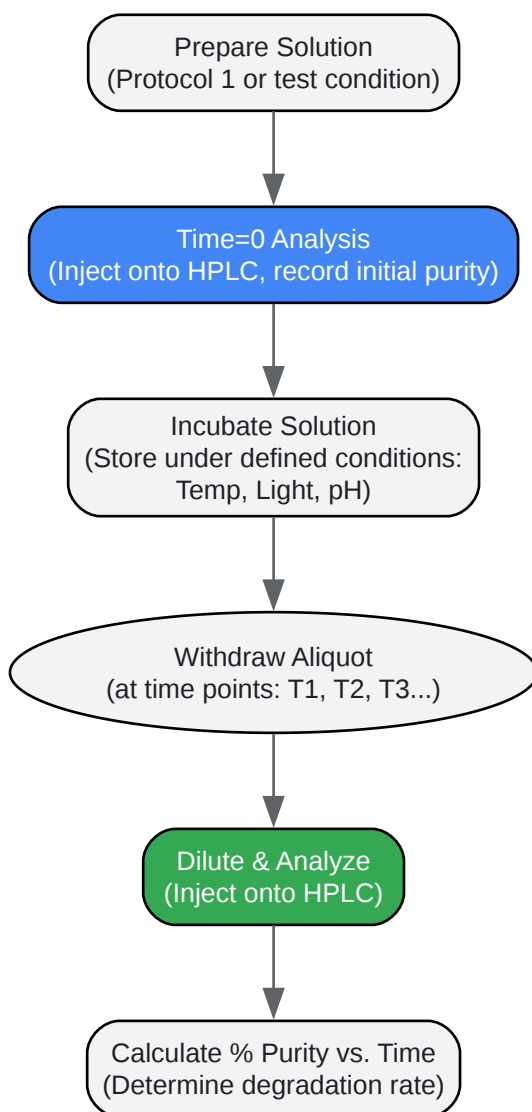 Prepare Solution
(Protocol 1 or test condition)
Time=0 Analysis
(Inject onto HPLC, record initial purity)
Incubate Solution
(Store under defined conditions:
Temp, Light, pH)
Withdraw Aliquot
(at time points: T1, T2, T3...)
Dilute & Analyze
(Inject onto HPLC)
Calculate % Purity vs. Time
(Determine degradation rate)